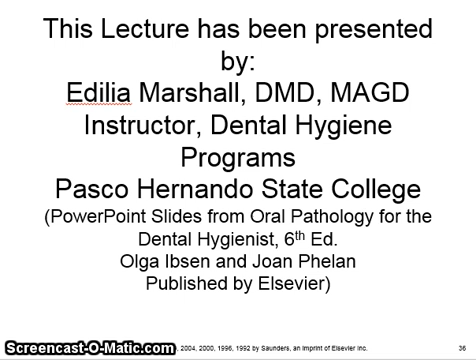 This Lecture has been presented
by:
Edilia Marshall, DMD, MAGD
Instructor, Dental Hygiene
Programs
Pasco Hernando State College
(PowerPoint Slides from Oral Pathology for the
Dental Hygienist, 6th Ed.
Olga Ibsen and Joan Phelan
Published by Elsevier)
Screencast-O-Matic.com 2004, 2000, 1996, 1992 by Saunders, an Imprint of Elsevier Inc. 36